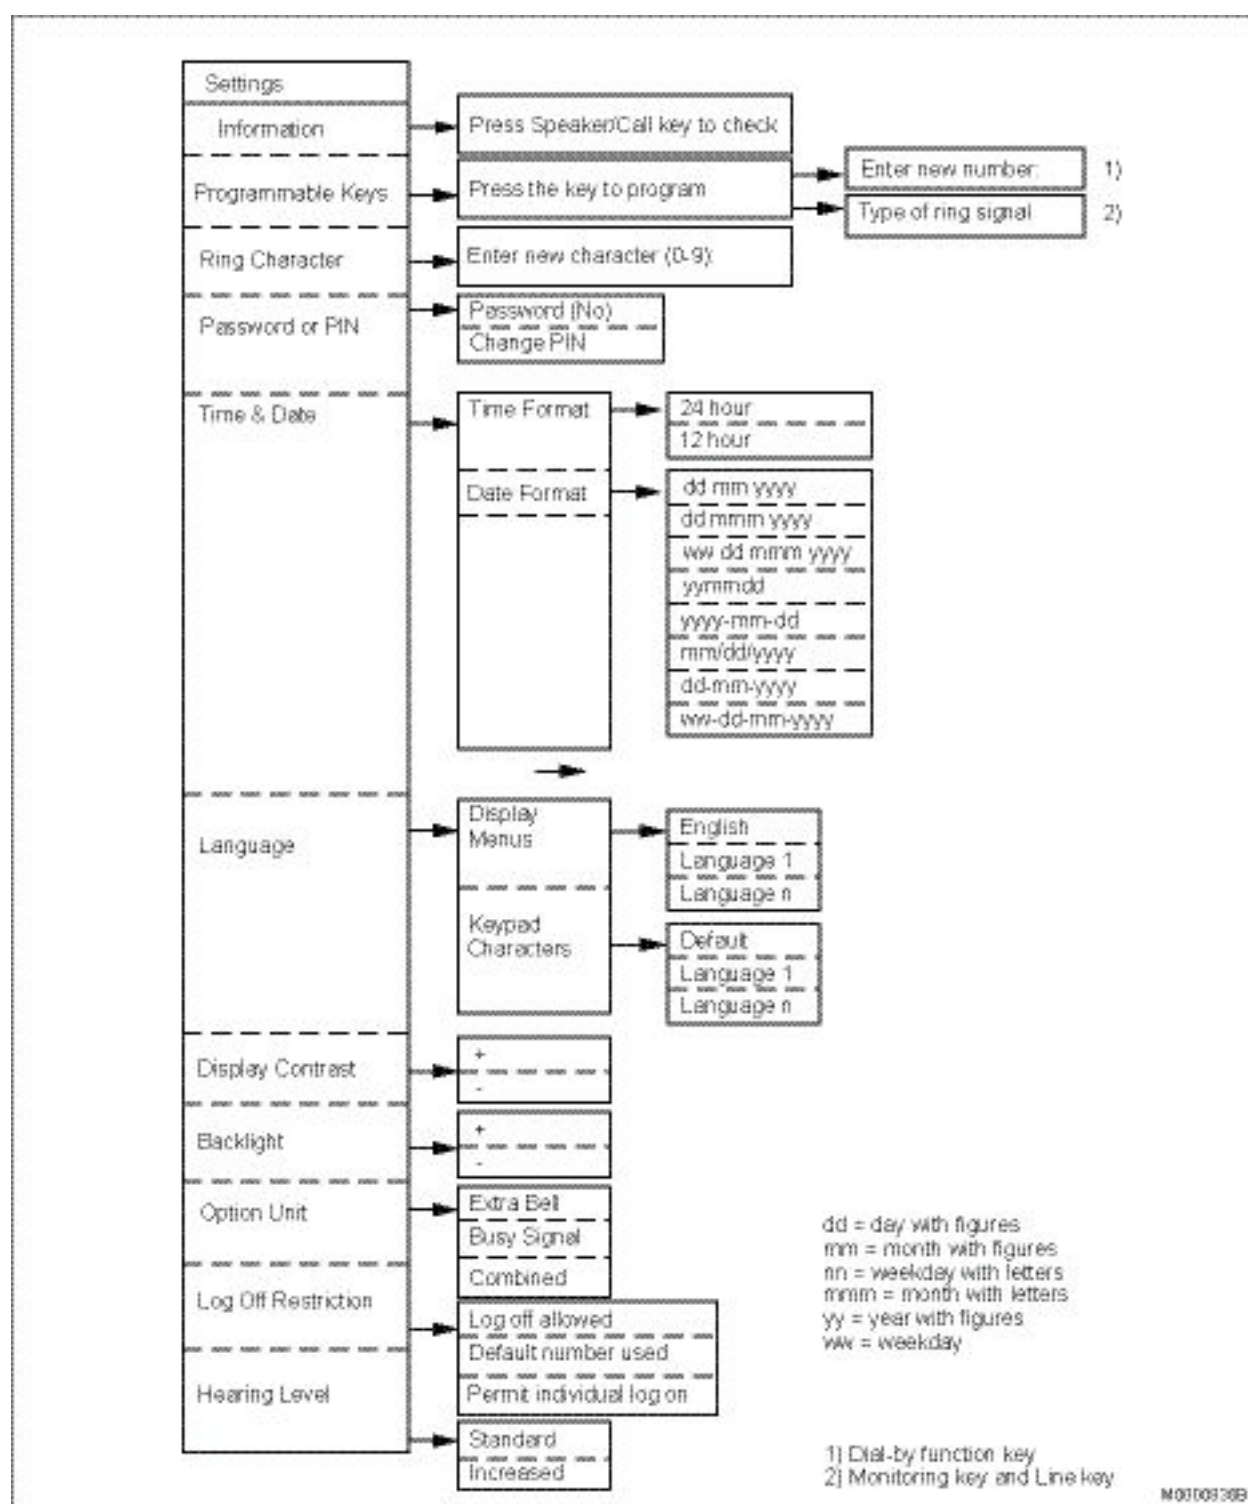 Settings
Information
Press Speaker/Call key to check
Programmable Keys
Press the key to program
Enter new number: 1)
Type of ring signal 2)
Ring Character
Enter new character (0-9):
Password or PIN
Password (No)
Change PIN
Time & Date
Time Format
24 hour
12 hour
Date Format
dd mm yyyy
dd mmm yyyy
ww dd mmm yyyy
yymmdd
yyyy-mm-dd
mm/dd/yyyy
dd-mm-yyyy
ww-dd-mm-yyyy
Language
Display
Menus
English
Language 1
Language n
Keypad
Characters
Default
Language 1
Language n
Display Contrast
+
-
Backlight
+
-
Option Unit
Extra Bell
Busy Signal
Combined
Log Off Restriction
Log off allowed
Default number used
Permit individual log on
Hearing Level
Standard
Increased
dd = day with figures
mm = month with figures
nn = weekday with letters
mmm = month with letters
yy = year with figures
ww = weekday
1) Dial-by function key
2) Monitoring key and Line key
M0000936B